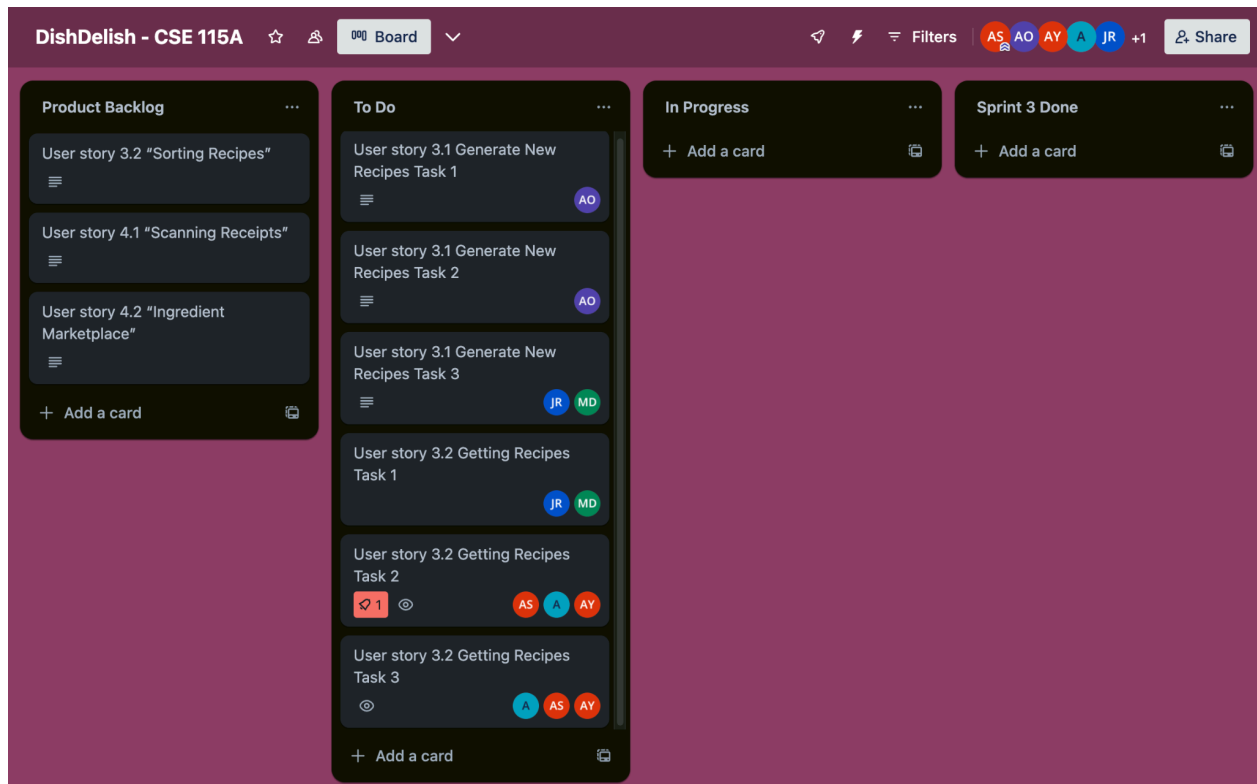 DishDelish - CSE 115A
Board
Filters
AS
AO
AY
A
JR
+1
Share
Product Backlog
User story 3.2 “Sorting Recipes”
User story 4.1 “Scanning Receipts”
User story 4.2 “Ingredient
Marketplace”
+ Add a card
To Do
User story 3.1 Generate New
Recipes Task 1
AO
User story 3.1 Generate New
Recipes Task 2
AO
User story 3.1 Generate New
Recipes Task 3
JR MD
User story 3.2 Getting Recipes
Task 1
JR MD
User story 3.2 Getting Recipes
Task 2
1
AS A AY
User story 3.2 Getting Recipes
Task 3
A AS AY
+ Add a card
In Progress
+ Add a card
Sprint 3 Done
+ Add a card